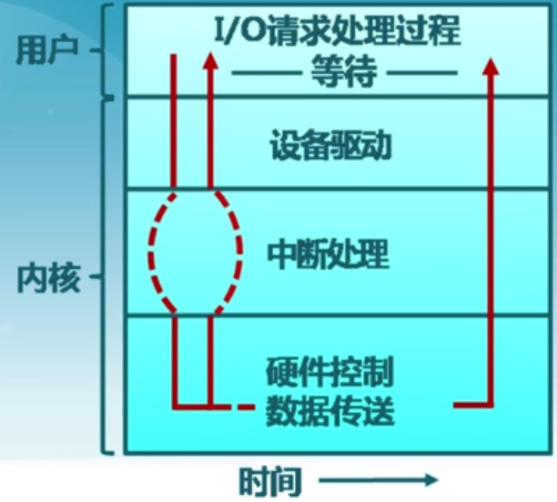 用户
I/O请求处理过程
等待
设备驱动
中断处理
内核
硬件控制
数据传送
时间